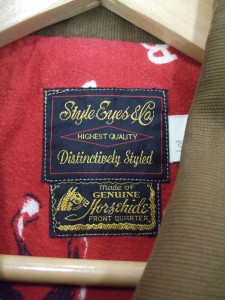 Style Eyes & Co.
HIGHEST QUALITY
Distinctively Styled
Made of
GENUINE
Horsehide
FRONT QUARTER